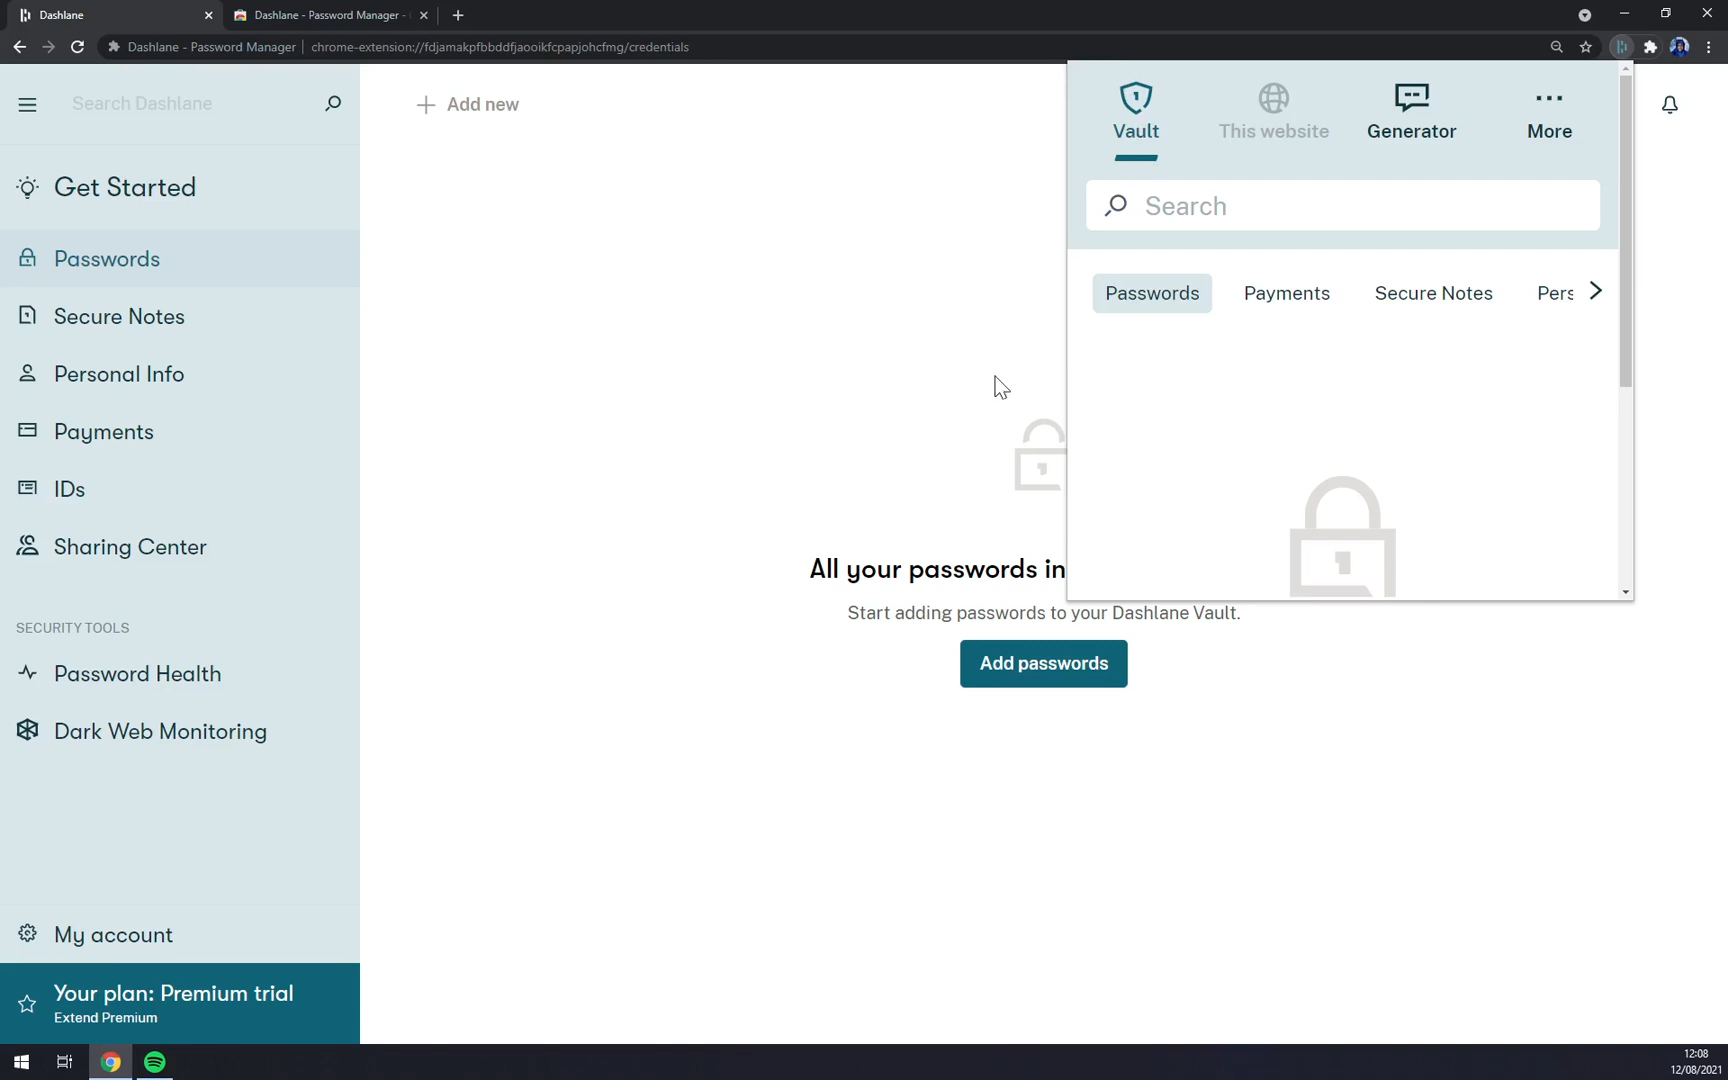 Dashlane
Dashlane - Password Manager -
Dashlane - Password Manager
chrome-extension://fdjamakpfbbddfjaooikfcpapjohcfmg/credentials
Search Dashlane
Add new
Get Started
Passwords
Secure Notes
Personal Info
Payments
IDs
Sharing Center
SECURITY TOOLS
Password Health
Dark Web Monitoring
My account
Your plan: Premium trial
Extend Premium
All your passwords in
Start adding passwords to your Dashlane Vault.
Add passwords
Vault
This website
Generator
More
Search
Passwords
Payments
Secure Notes
Pers
12:08
12/08/2021